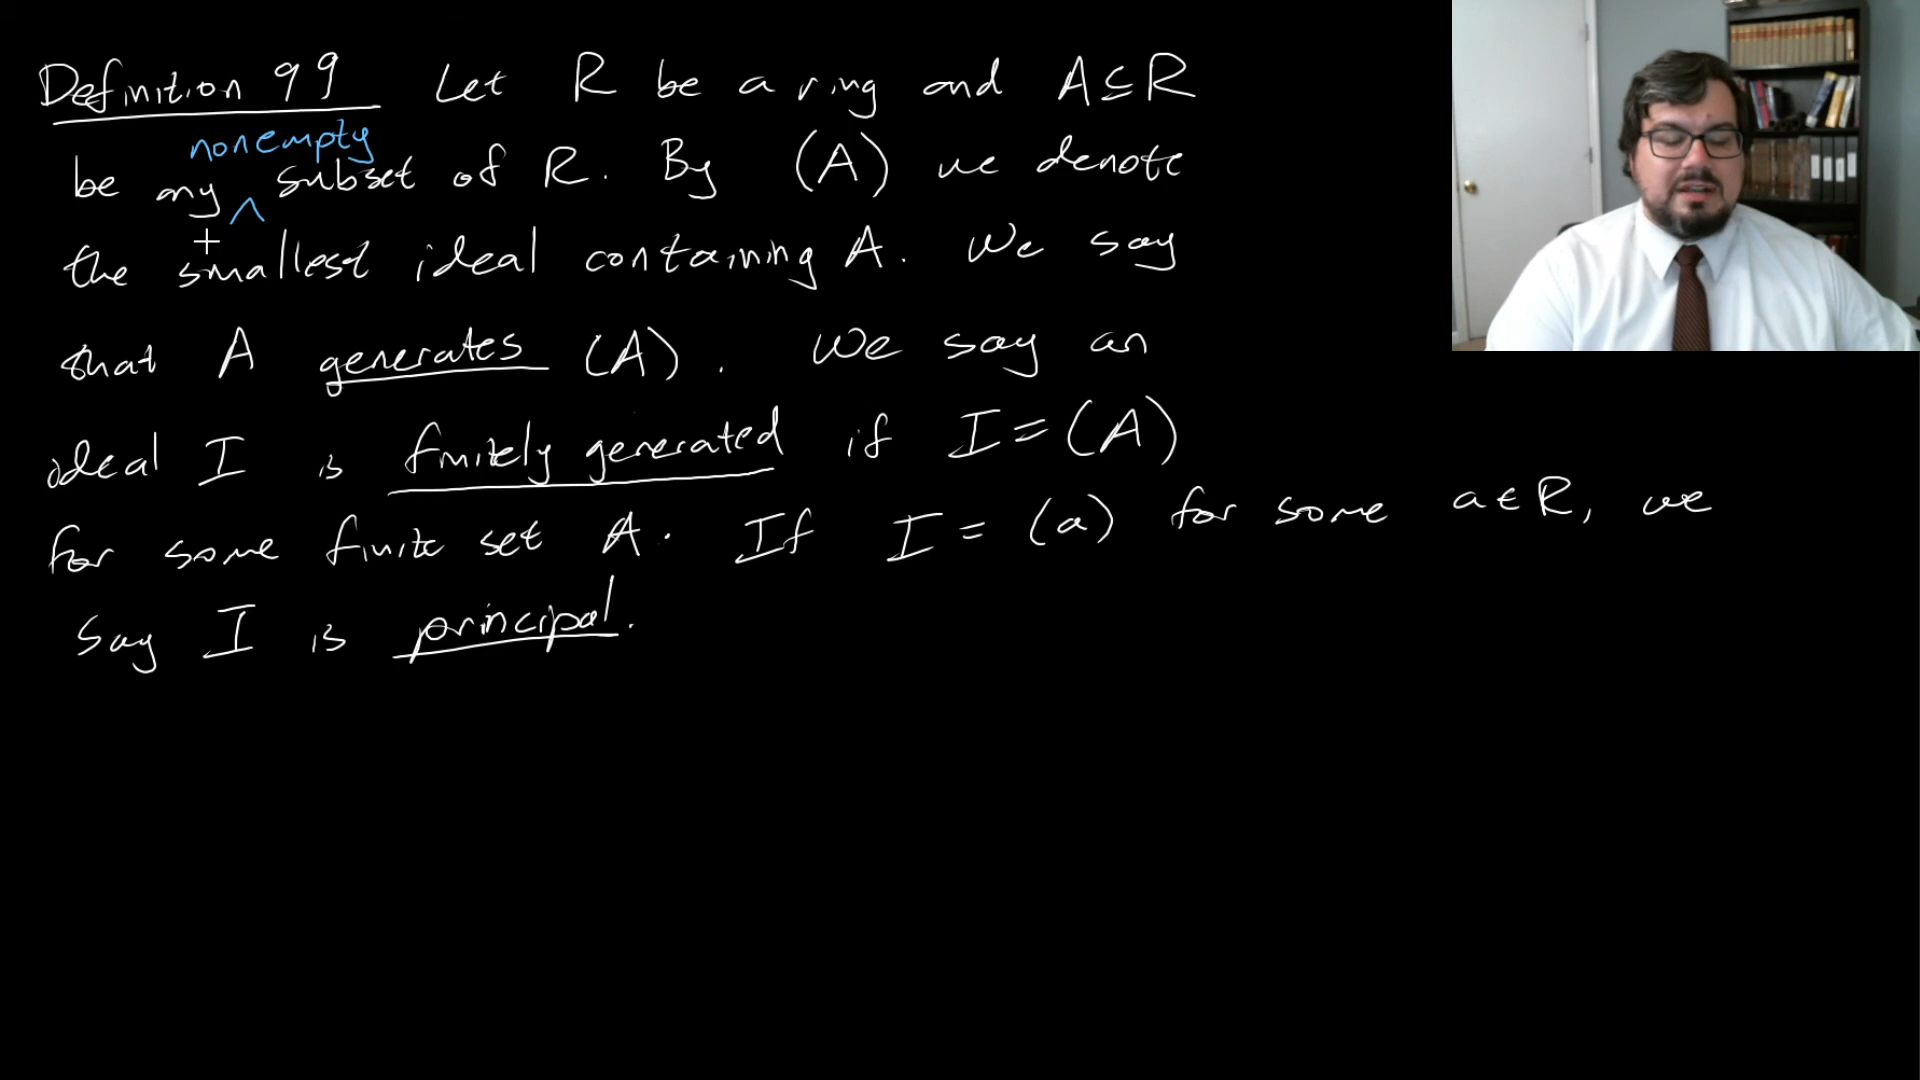 Definition 99 Let R be a ring and A ⊆ R
be any nonempty subset of R. By (A) we denote
the smallest ideal containing A. We say
that A generates (A). We say an
ideal I is finitely generated if I = (A)
for some finite set A. If I = (a) for some a ∈ R, we
say I is principal.